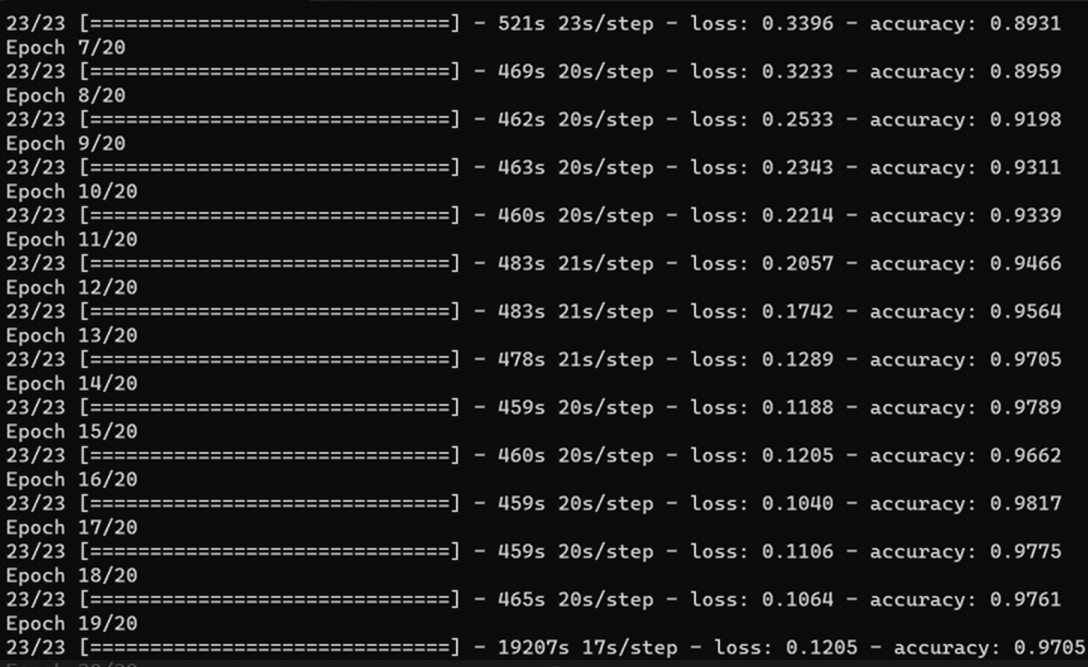 23/23 [==============================] - 521s 23s/step - loss: 0.3396 - accuracy: 0.8931
Epoch 7/20
23/23 [==============================] - 469s 20s/step - loss: 0.3233 - accuracy: 0.8959
Epoch 8/20
23/23 [==============================] - 462s 20s/step - loss: 0.2533 - accuracy: 0.9198
Epoch 9/20
23/23 [==============================] - 463s 20s/step - loss: 0.2343 - accuracy: 0.9311
Epoch 10/20
23/23 [==============================] - 460s 20s/step - loss: 0.2214 - accuracy: 0.9339
Epoch 11/20
23/23 [==============================] - 483s 21s/step - loss: 0.2057 - accuracy: 0.9466
Epoch 12/20
23/23 [==============================] - 483s 21s/step - loss: 0.1742 - accuracy: 0.9564
Epoch 13/20
23/23 [==============================] - 478s 21s/step - loss: 0.1289 - accuracy: 0.9705
Epoch 14/20
23/23 [==============================] - 459s 20s/step - loss: 0.1188 - accuracy: 0.9789
Epoch 15/20
23/23 [==============================] - 460s 20s/step - loss: 0.1205 - accuracy: 0.9662
Epoch 16/20
23/23 [==============================] - 459s 20s/step - loss: 0.1040 - accuracy: 0.9817
Epoch 17/20
23/23 [==============================] - 459s 20s/step - loss: 0.1106 - accuracy: 0.9775
Epoch 18/20
23/23 [==============================] - 465s 20s/step - loss: 0.1064 - accuracy: 0.9761
Epoch 19/20
23/23 [==============================] - 19207s 17s/step - loss: 0.1205 - accuracy: 0.9705